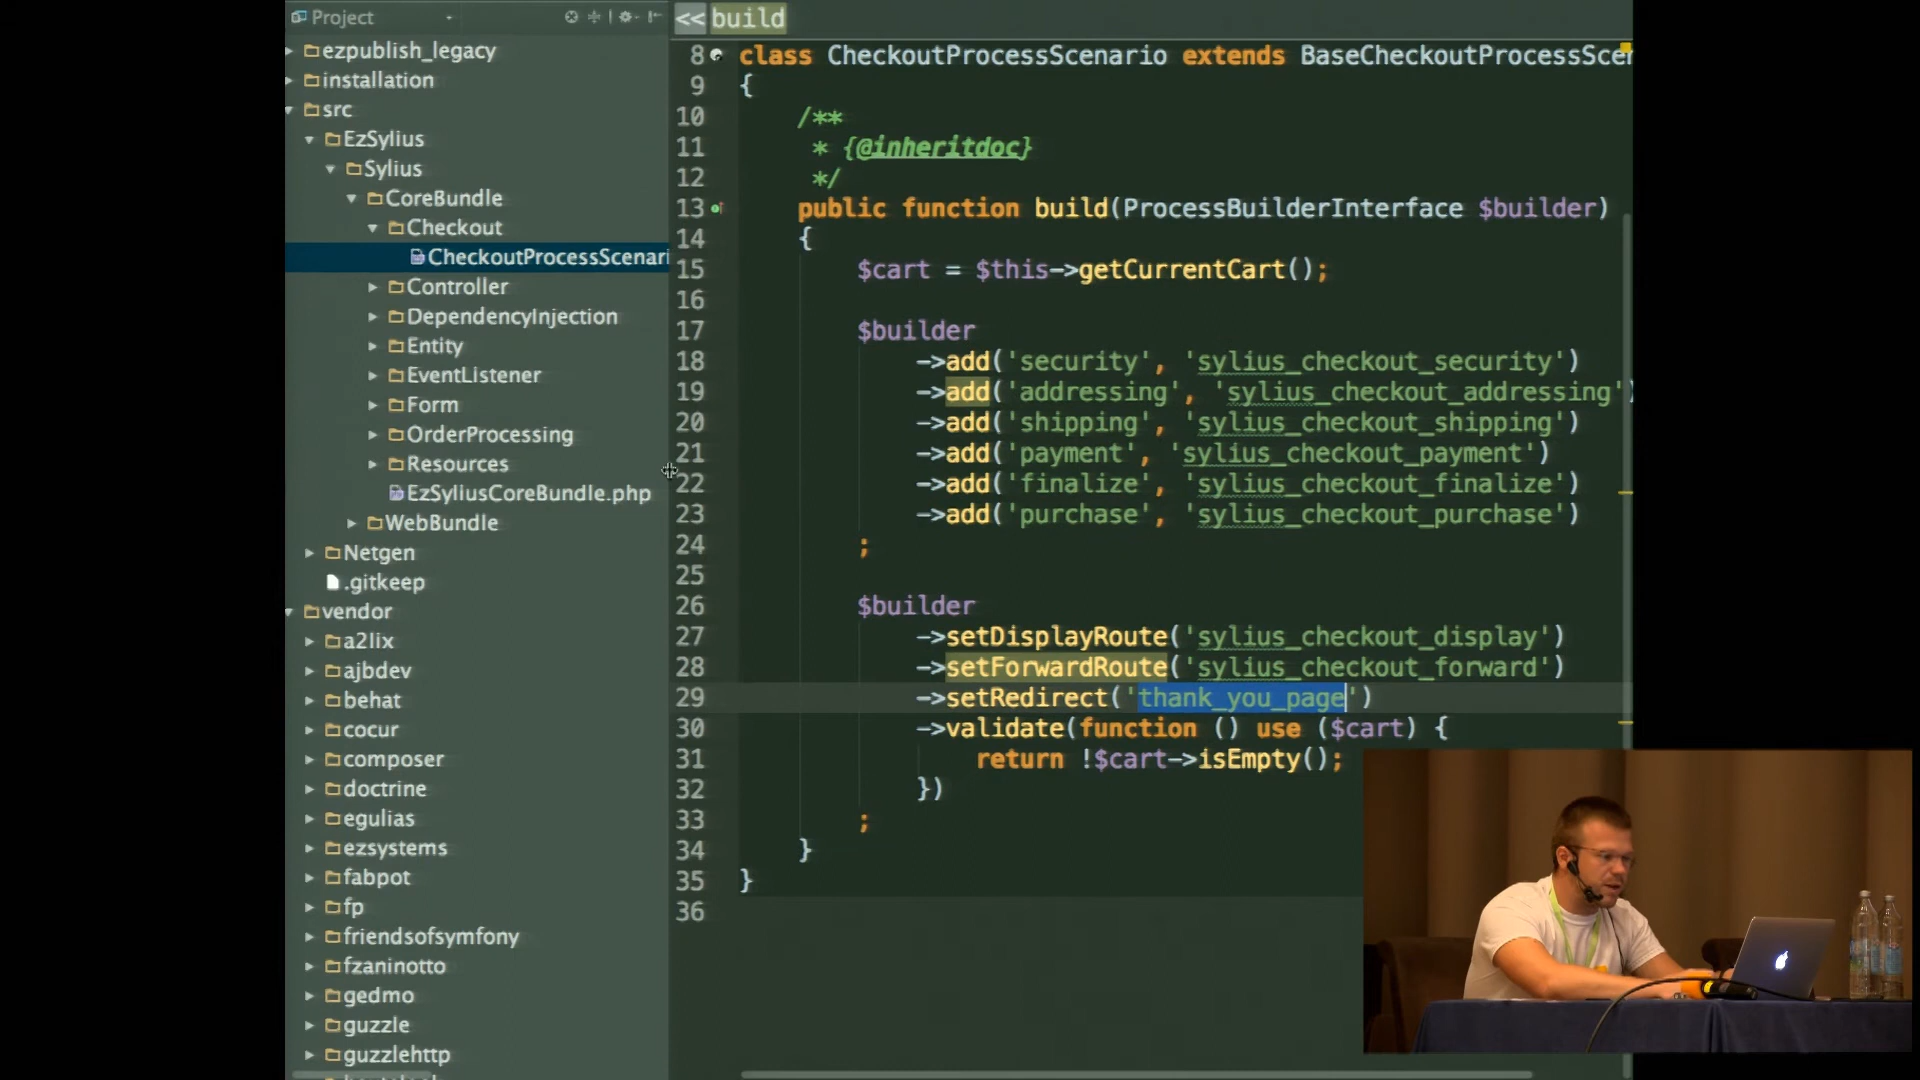 Project
ezpublish_legacy
installation
src
EzSylius
Sylius
CoreBundle
Checkout
CheckoutProcessScenari
Controller
DependencyInjection
Entity
EventListener
Form
OrderProcessing
Resources
EzSyliusCoreBundle.php
WebBundle
Netgen
.gitkeep
vendor
a2lix
ajbdev
behat
cocur
composer
doctrine
egulias
ezsystems
fabpot
fp
friendsofsymfony
fzaninotto
gedmo
guzzle
guzzlehttp
<< build
8 class CheckoutProcessScenario extends BaseCheckoutProcessScen
9 {
10 /**
11 * {@inheritdoc}
12 */
13 public function build(ProcessBuilderInterface $builder)
14 {
15 $cart = $this->getCurrentCart();
16
17 $builder
18 ->add('security', 'sylius_checkout_security')
19 ->add('addressing', 'sylius_checkout_addressing')
20 ->add('shipping', 'sylius_checkout_shipping')
21 ->add('payment', 'sylius_checkout_payment')
22 ->add('finalize', 'sylius_checkout_finalize')
23 ->add('purchase', 'sylius_checkout_purchase')
24 ;
25
26 $builder
27 ->setDisplayRoute('sylius_checkout_display')
28 ->setForwardRoute('sylius_checkout_forward')
29 ->setRedirect('thank_you_page')
30 ->validate(function () use ($cart) {
31 return !$cart->isEmpty();
32 })
33 ;
34 }
35 }
36